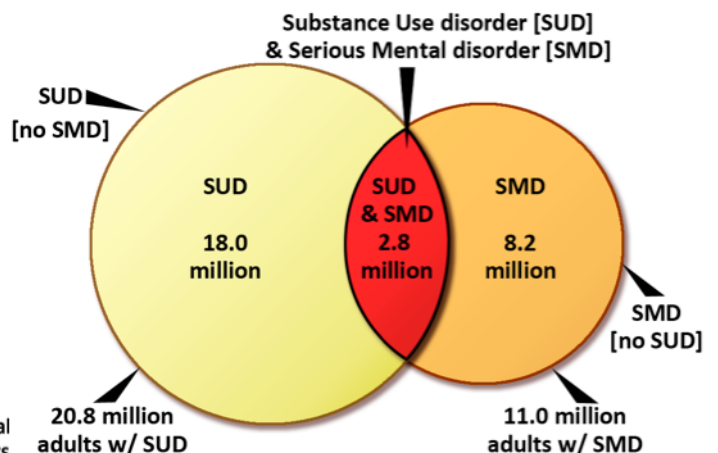 Substance Use disorder [SUD]
& Serious Mental disorder [SMD]
SUD
[no SMD]
SUD
18.0
million
SUD
& SMD
2.8
million
SMD
8.2
million
SMD
[no SUD]
20.8 million
adults w/ SUD
11.0 million
adults w/ SMD